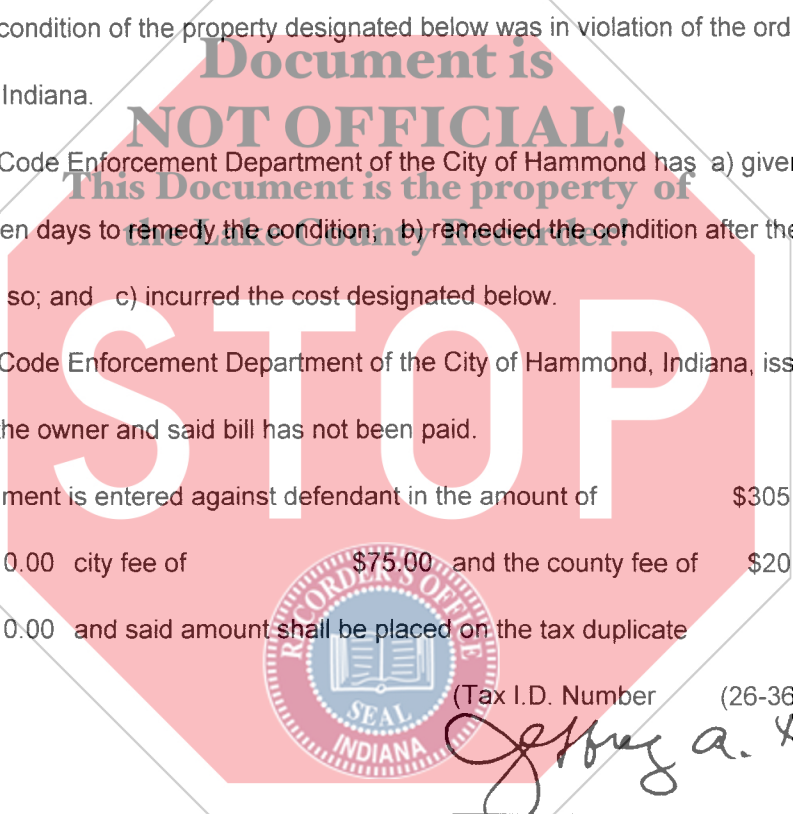 condition of the property designated below was in violation of the ord
Document is
Indiana.
NOT OFFICIAL!
Code Enforcement Department of the City of Hammond has a) given
This Document is the property of
en days to remedy the condition; b) remedied the condition after the
the Lake County Recorder!
so; and c) incurred the cost designated below.
STOP
Code Enforcement Department of the City of Hammond, Indiana, iss
he owner and said bill has not been paid.
ment is entered against defendant in the amount of $305
0.00 city fee of $75.00 and the county fee of $20
0.00 and said amount shall be placed on the tax duplicate
RECORDER'S OFFICE
SEAL
INDIANA
(Tax I.D. Number (26-36
Jeffrey a.